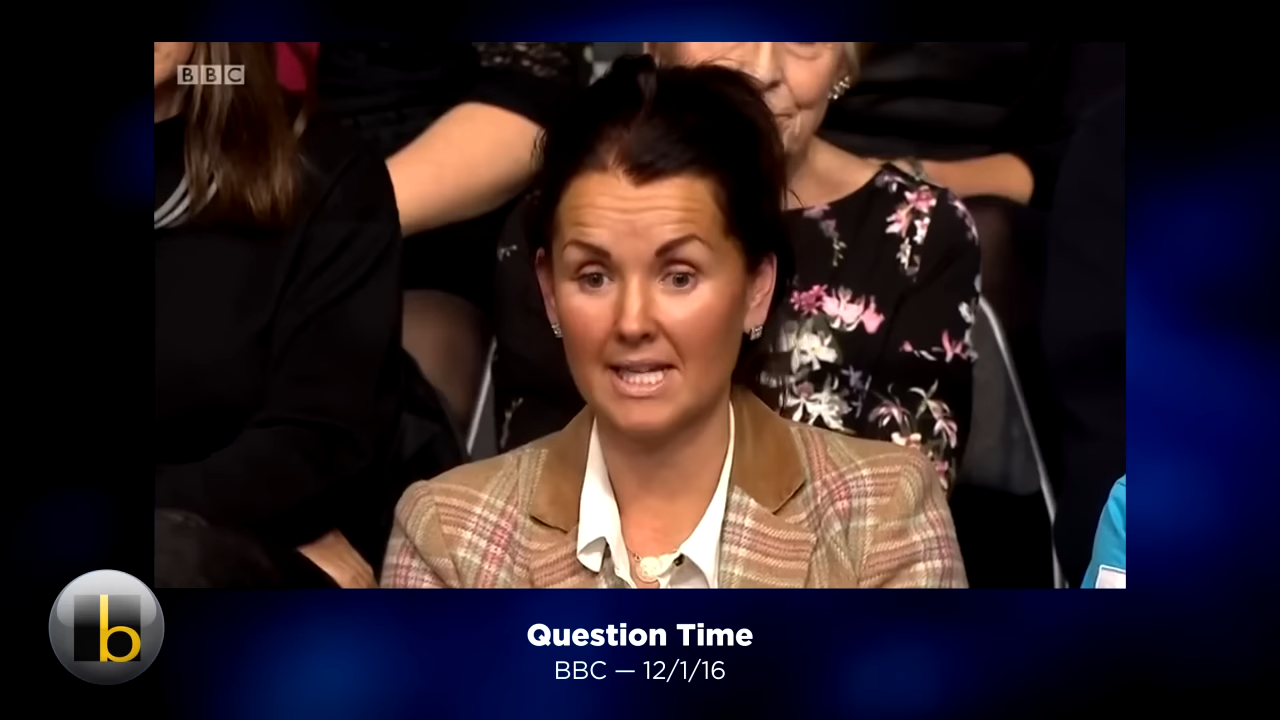 BBC
b
Question Time
BBC — 12/1/16